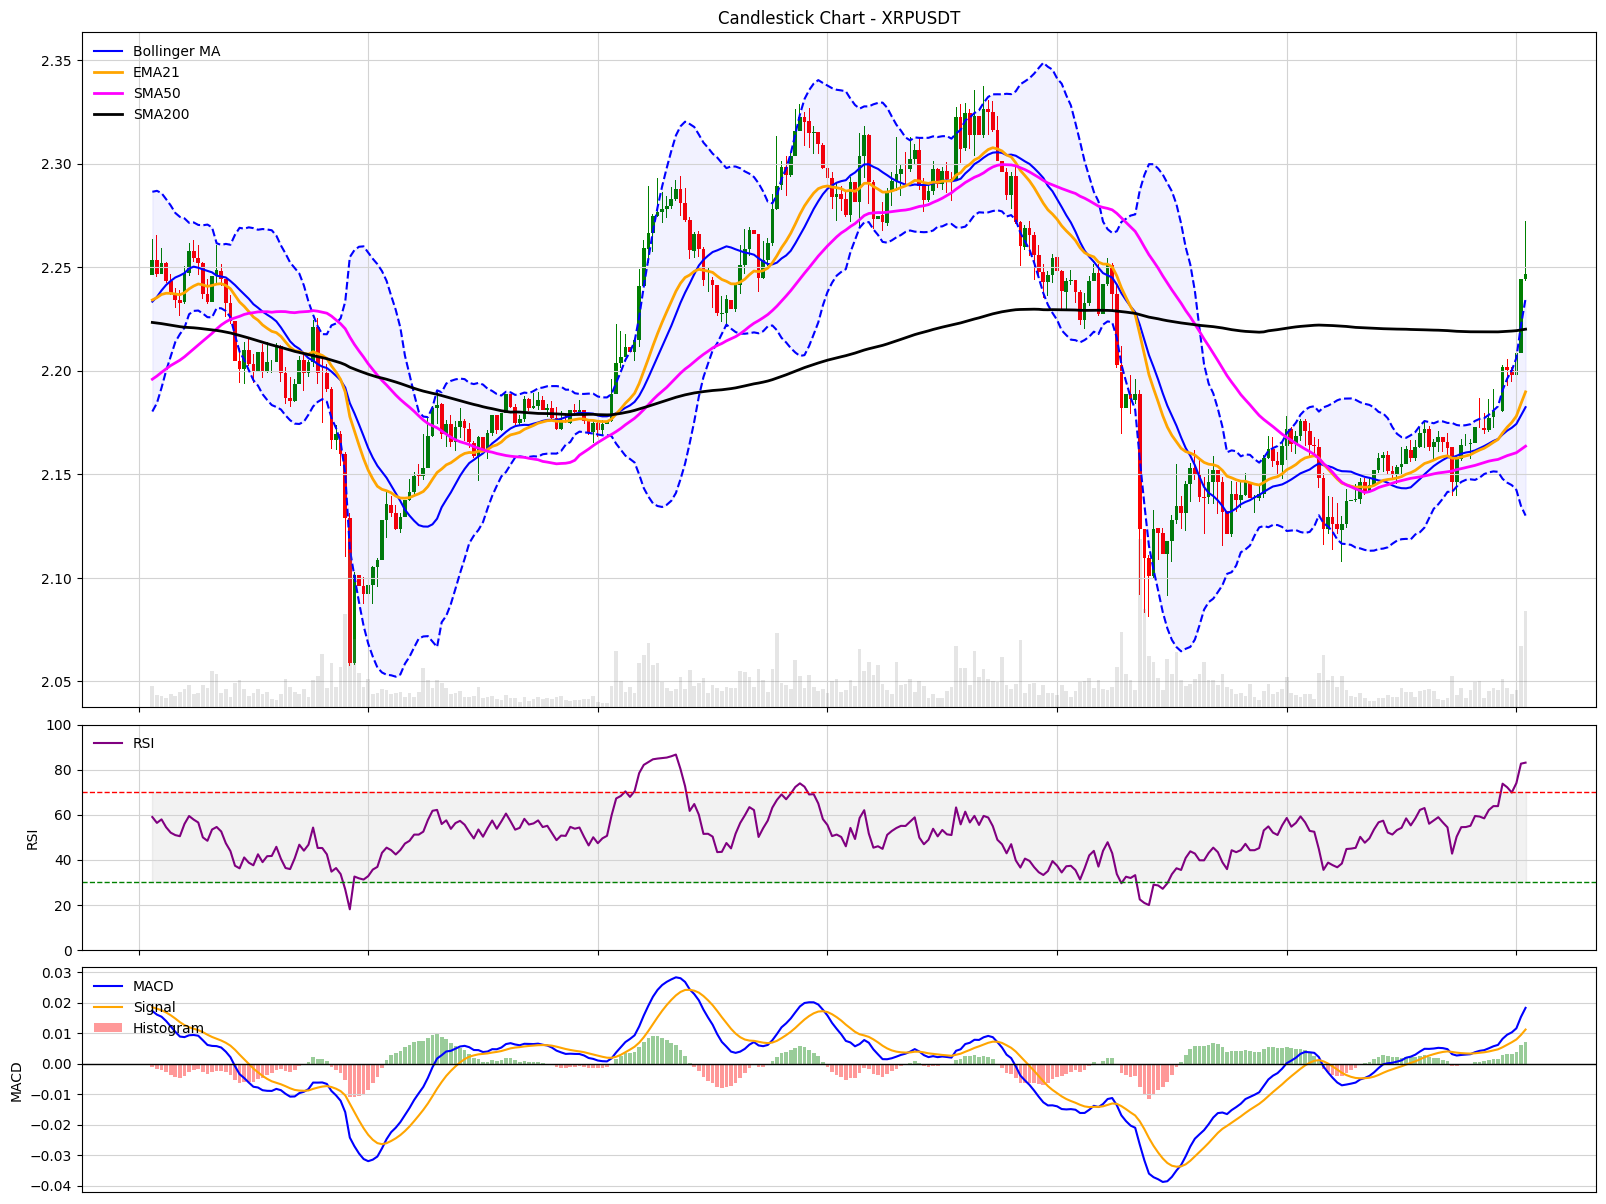 Candlestick Chart - XRPUSDT
Bollinger MA
EMA21
SMA50
SMA200
2.35
2.30
2.25
2.20
2.15
2.10
2.05
RSI
100
80
60
40
20
0
RSI
MACD
Signal
Histogram
0.03
0.02
0.01
0.00
−0.01
−0.02
−0.03
−0.04
MACD